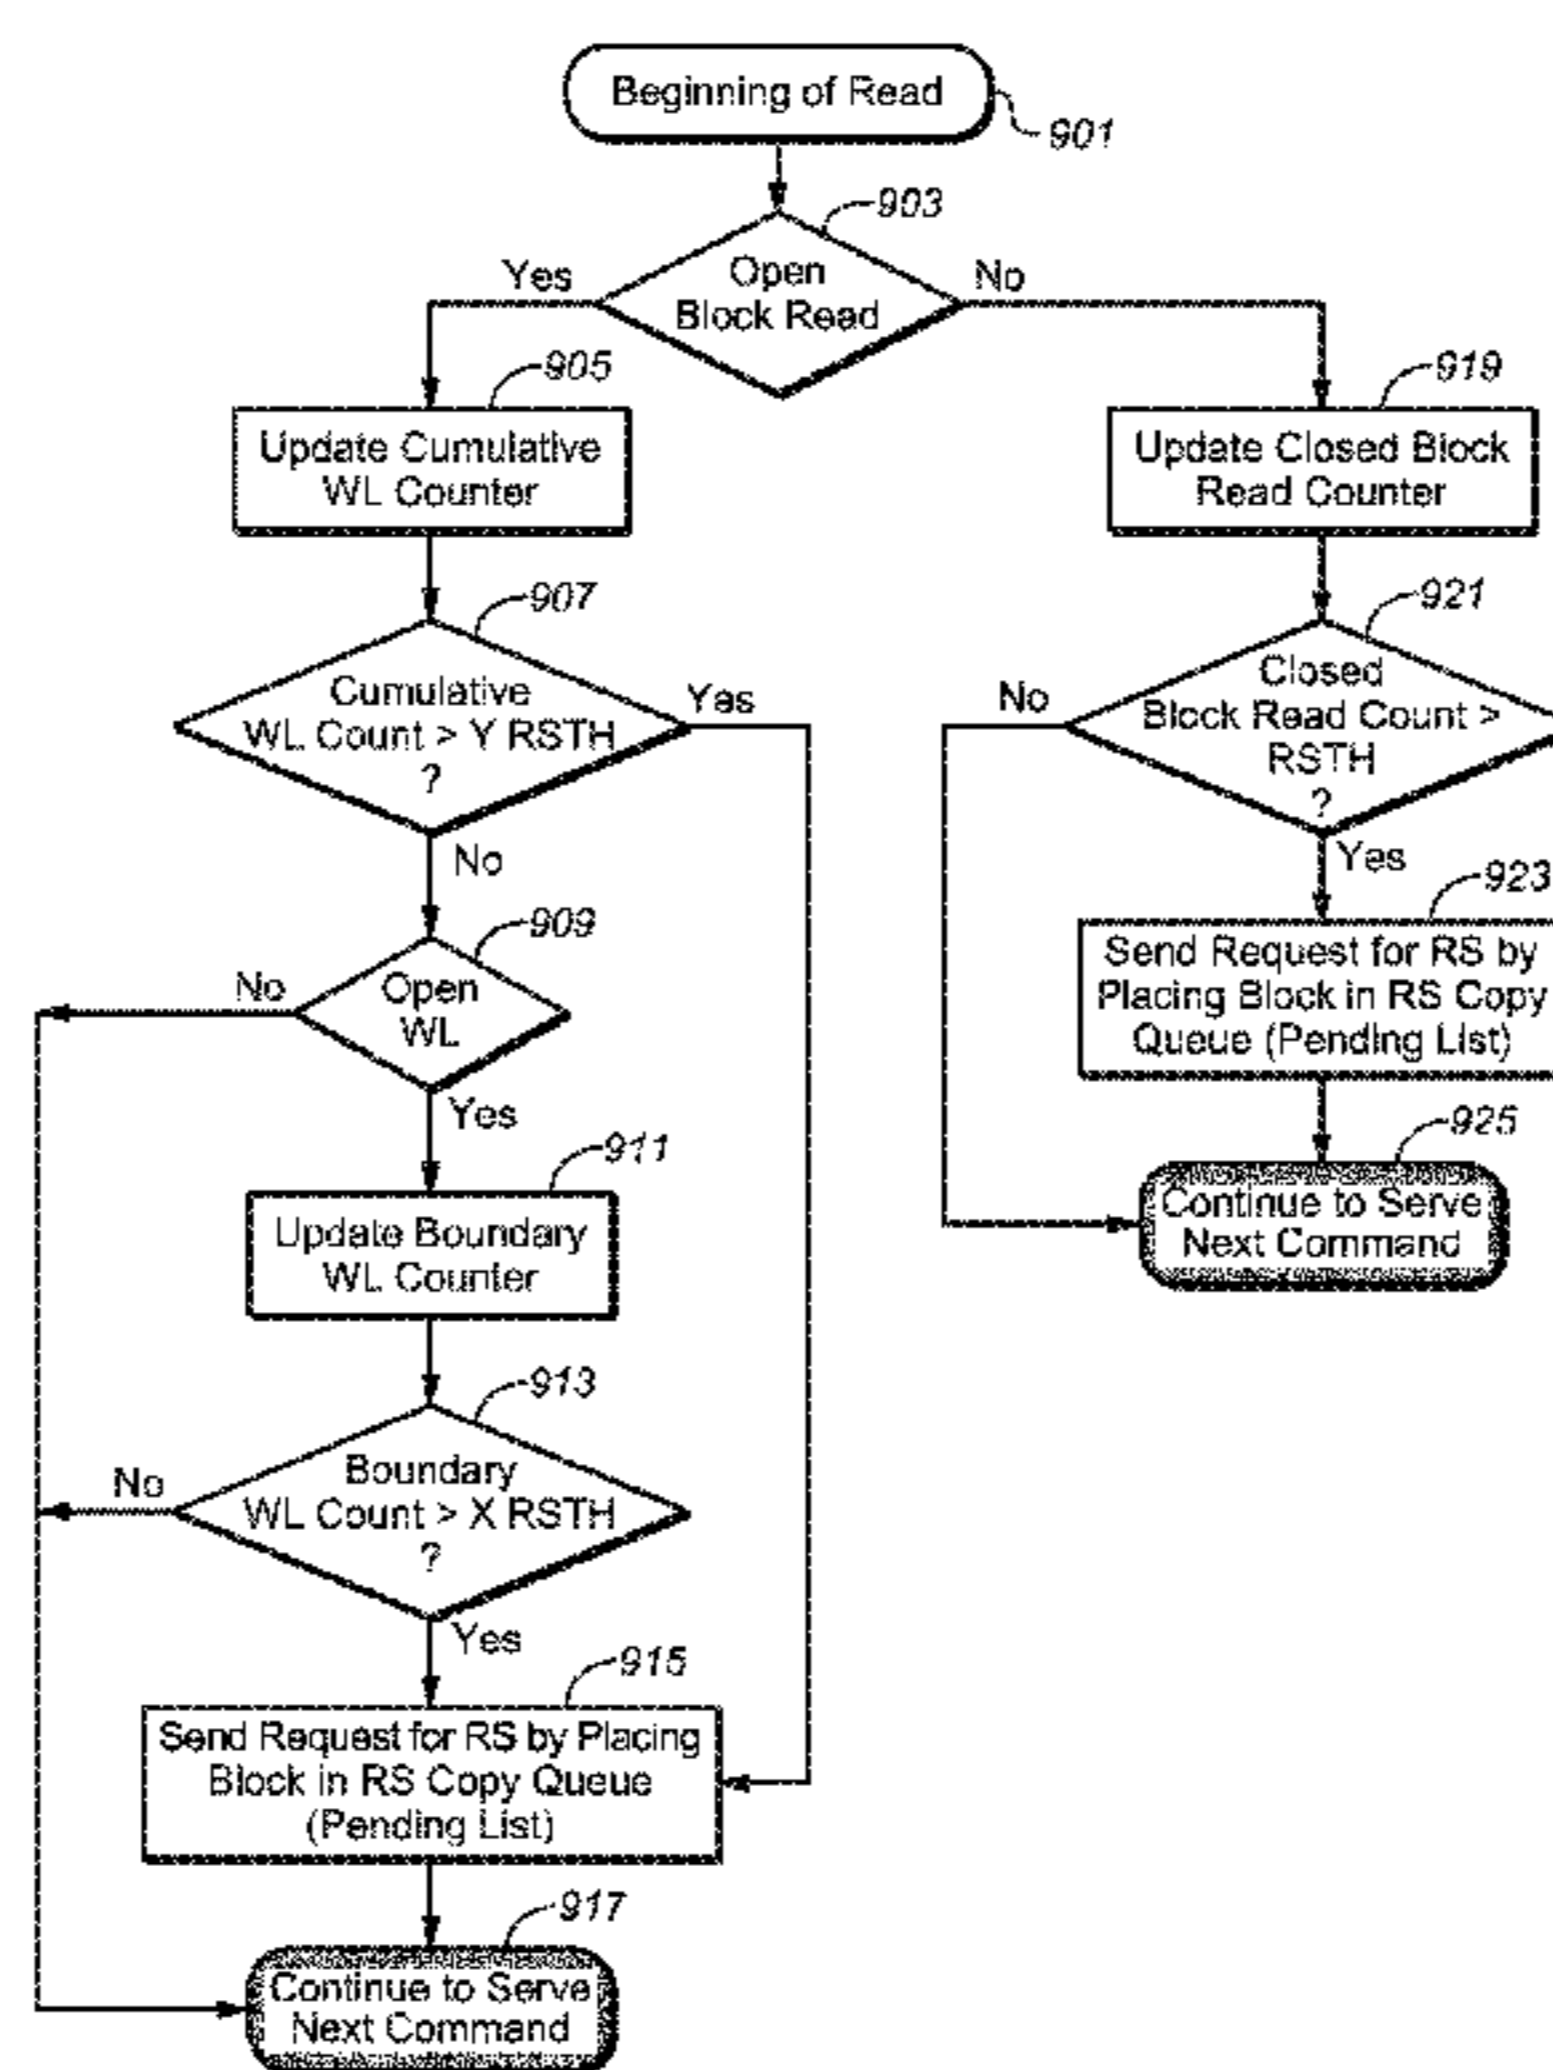 Beginning of Read
901
903
Open
Block Read
Yes
No
905
Update Cumulative
WL Counter
907
Cumulative
WL Count > Y RSTH
?
Yes
No
909
Open
WL
No
Yes
911
Update Boundary
WL Counter
913
Boundary
WL Count > X RSTH
?
No
Yes
915
Send Request for RS by Placing
Block in RS Copy Queue
(Pending List)
917
Continue to Serve
Next Command
919
Update Closed Block
Read Counter
921
Closed
Block Read Count >
RSTH
?
No
Yes
923
Send Request for RS by
Placing Block in RS Copy
Queue (Pending List)
925
Continue to Serve
Next Command